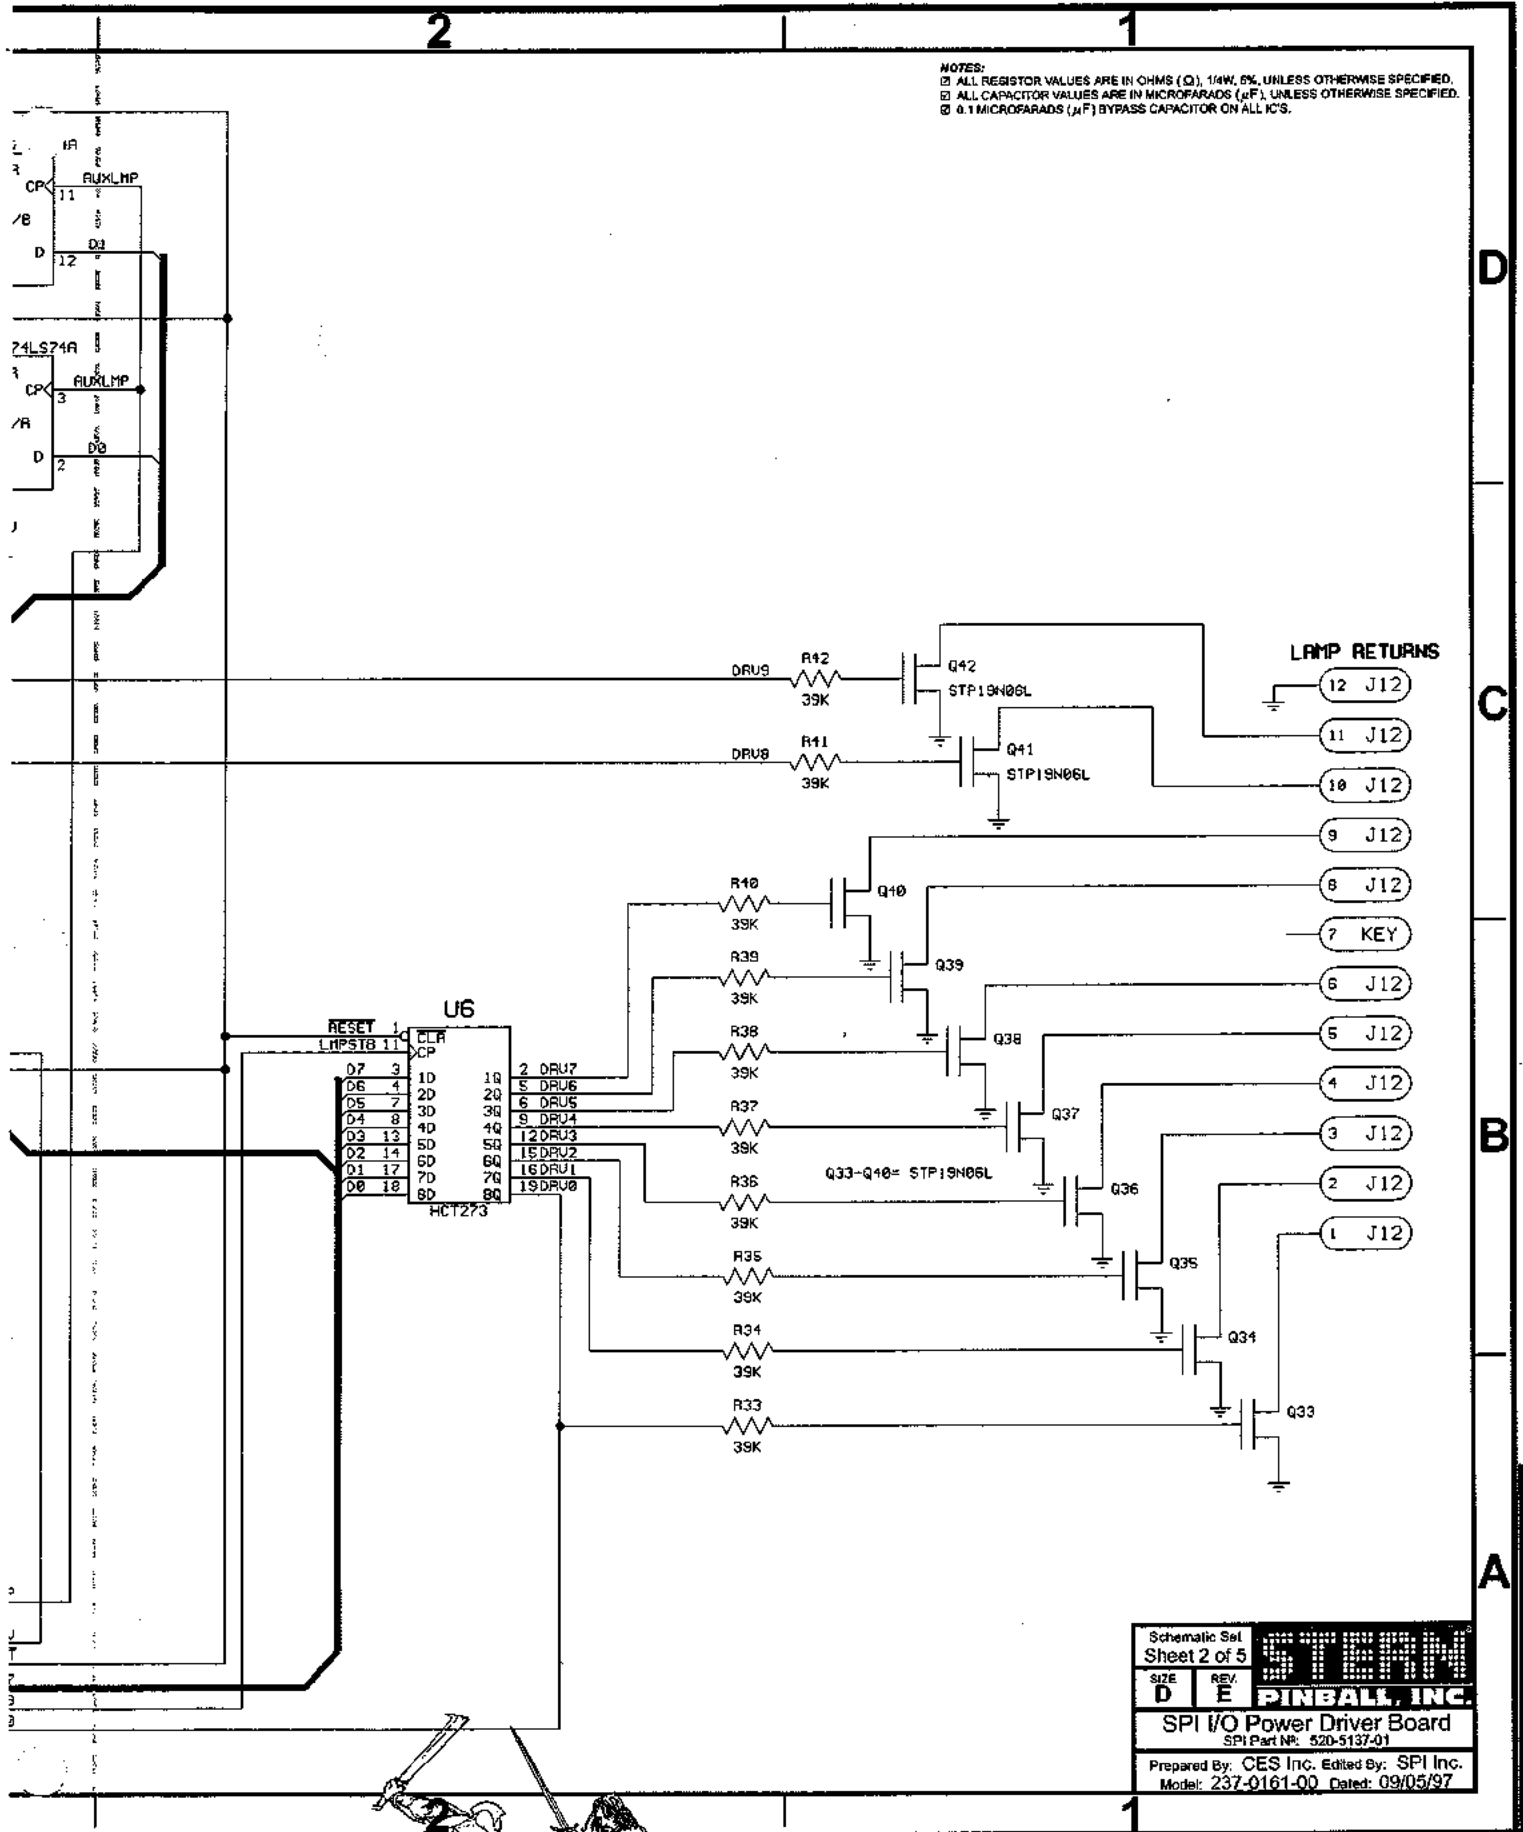 2
1
NOTES:
ALL RESISTOR VALUES ARE IN OHMS (Ω), 1/4W, 5%, UNLESS OTHERWISE SPECIFIED.
ALL CAPACITOR VALUES ARE IN MICROFARADS (µF), UNLESS OTHERWISE SPECIFIED.
0.1 MICROFARADS (µF) BYPASS CAPACITOR ON ALL IC'S.
CP
11
AUXLMP
/B
D
12
D1
D
74LS74A
CP
3
AUXLMP
/A
D
2
D0
LAMP RETURNS
DRV9
R42
39K
Q42
STP19N06L
12 J12
C
DRV8
R41
39K
Q41
STP19N06L
11 J12
10 J12
9 J12
R40
39K
Q40
8 J12
7 KEY
R39
39K
Q39
6 J12
U6
RESET 1
CLR
LMPSTB 11
CP
R38
39K
Q38
5 J12
D7 3 1D 1Q 2 DRV7
D6 4 2D 2Q 5 DRV6
D5 7 3D 3Q 6 DRV5
D4 8 4D 4Q 9 DRV4
D3 13 5D 5Q 12 DRV3
D2 14 6D 6Q 15 DRV2
D1 17 7D 7Q 16 DRV1
D0 18 8D 8Q 19 DRV0
HCT273
R37
39K
Q37
4 J12
B
3 J12
Q33-Q40= STP19N06L
R36
39K
Q36
2 J12
1 J12
R35
39K
Q35
R34
39K
Q34
R33
39K
Q33
A
Schematic Set
Sheet 2 of 5
STERN
PINBALL, INC.
SIZE
D
REV.
E
SPI I/O Power Driver Board
SPI Part Nº: 520-5137-01
Prepared By: CES Inc. Edited By: SPI Inc.
Model: 237-0161-00 Dated: 09/05/97
2
1